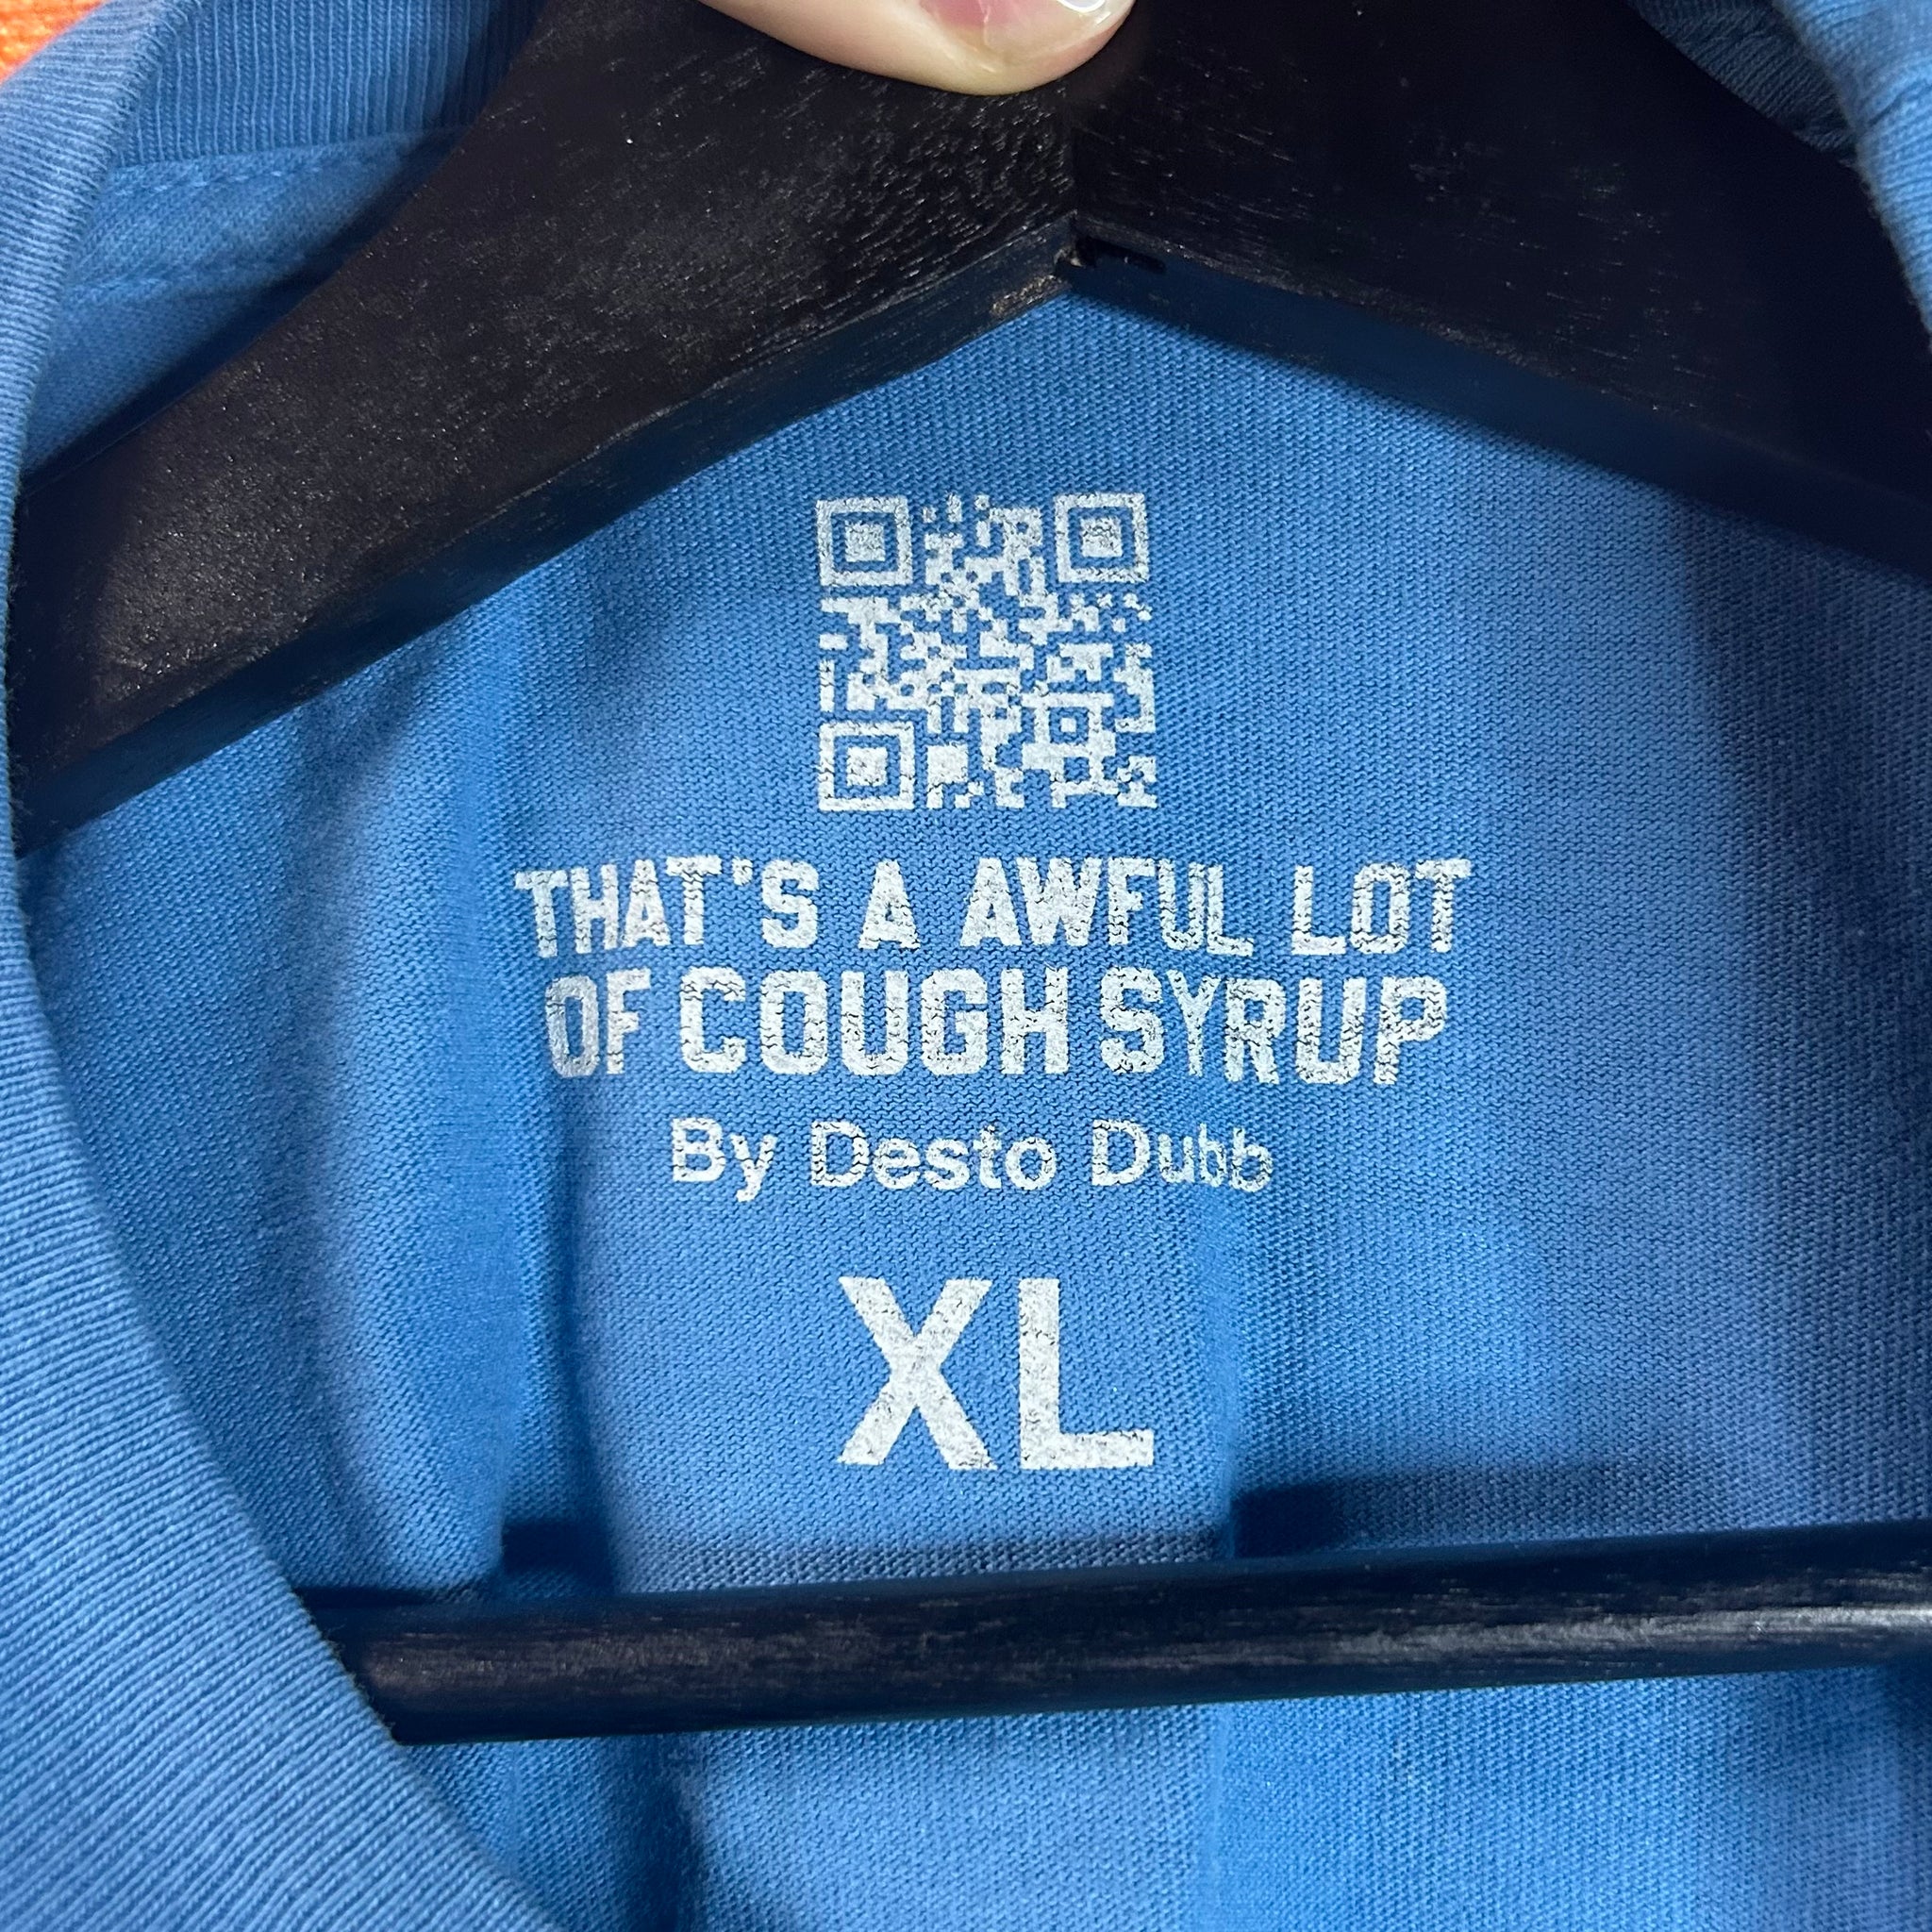 THAT'S A AWFUL LOT
OF COUGH SYRUP
By Desto Dubb
XL